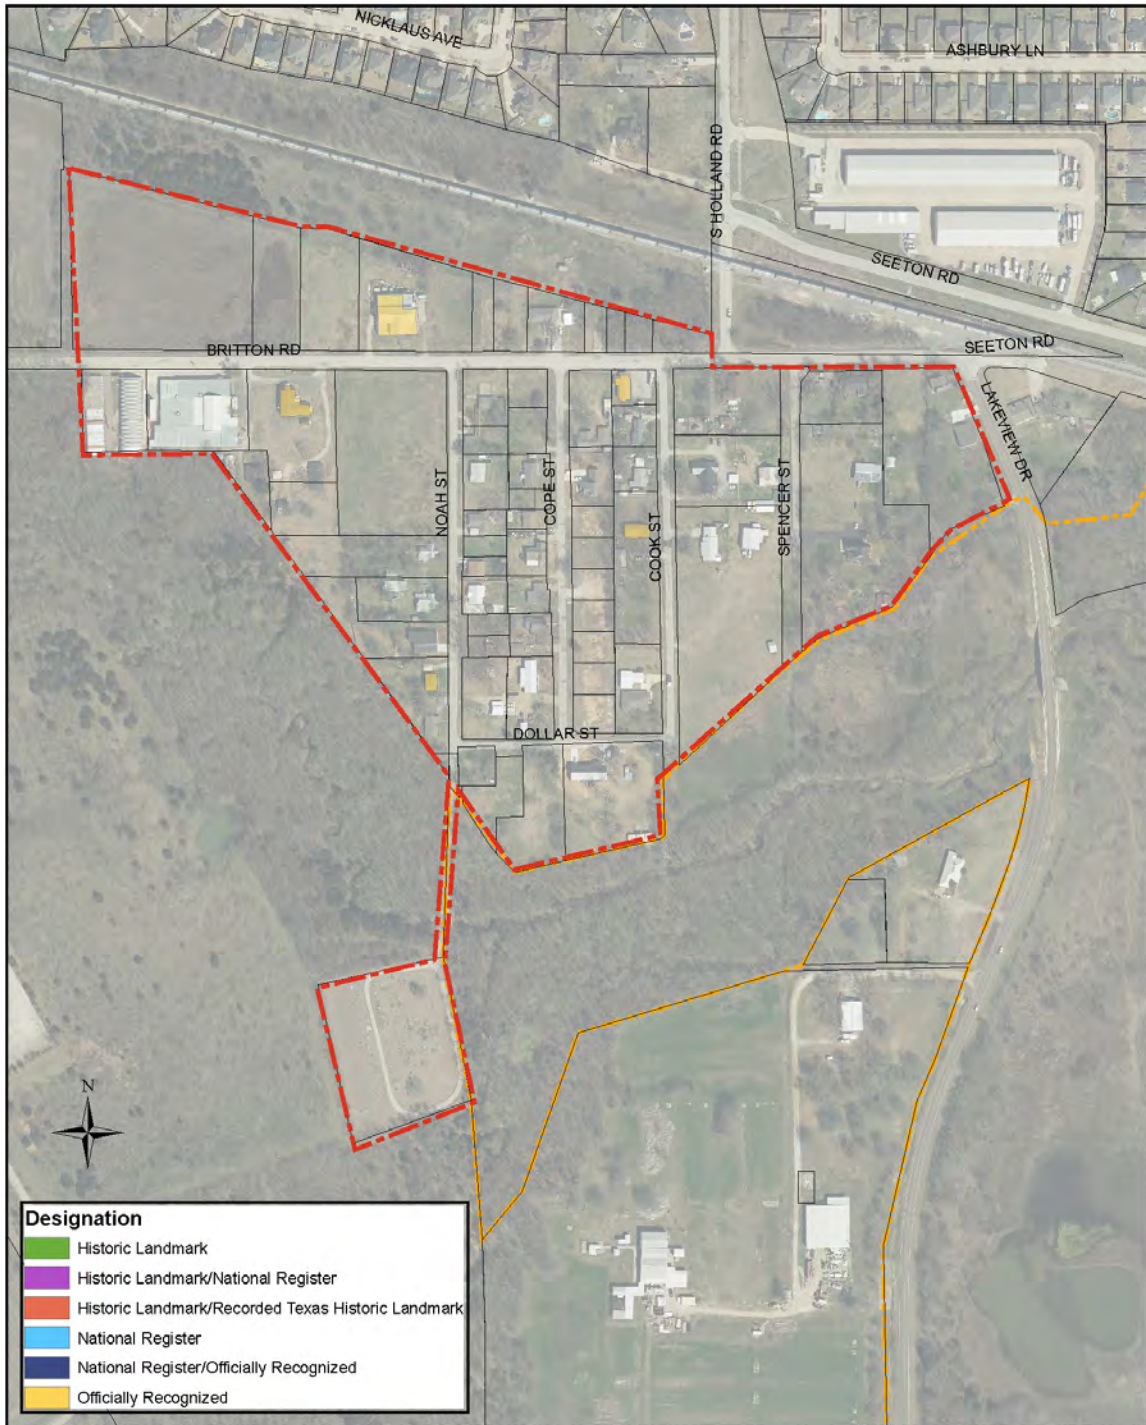 NICKLAUS AVE
ASHBURY LN
S HOLLAND RD
SEETON RD
BRITTON RD
SEETON RD
LAKEVIEW DR
NOAH ST
COPE ST
COOK ST
SPENCER ST
DOLLAR ST
N
Designation
Historic Landmark
Historic Landmark/National Register
Historic Landmark/Recorded Texas Historic Landmark
National Register
National Register/Officially Recognized
Officially Recognized